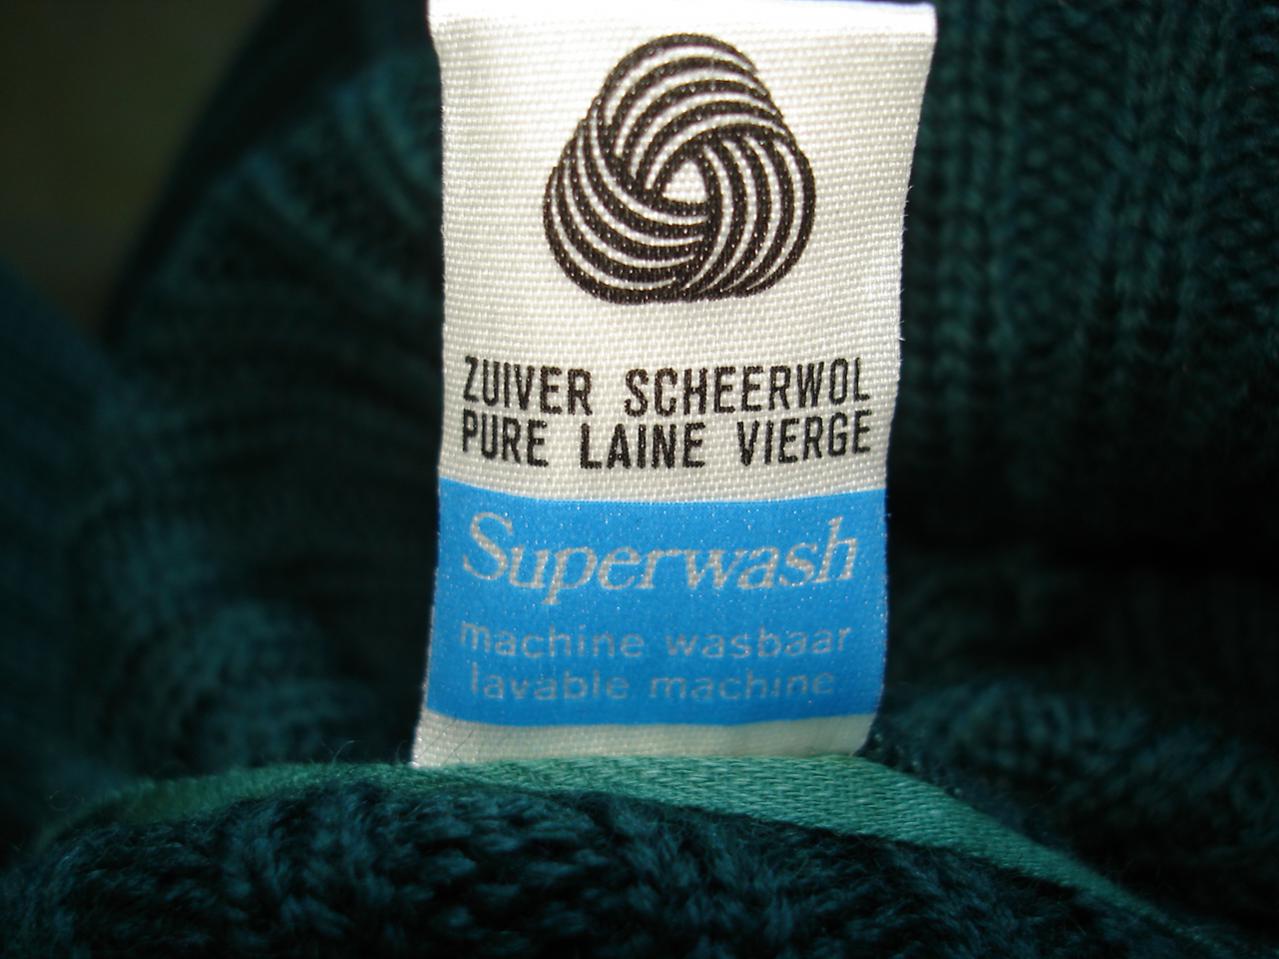 ZUIVER SCHEERWOL
PURE LAINE VIERGE
Superwash
machine wasbaar
lavable machine